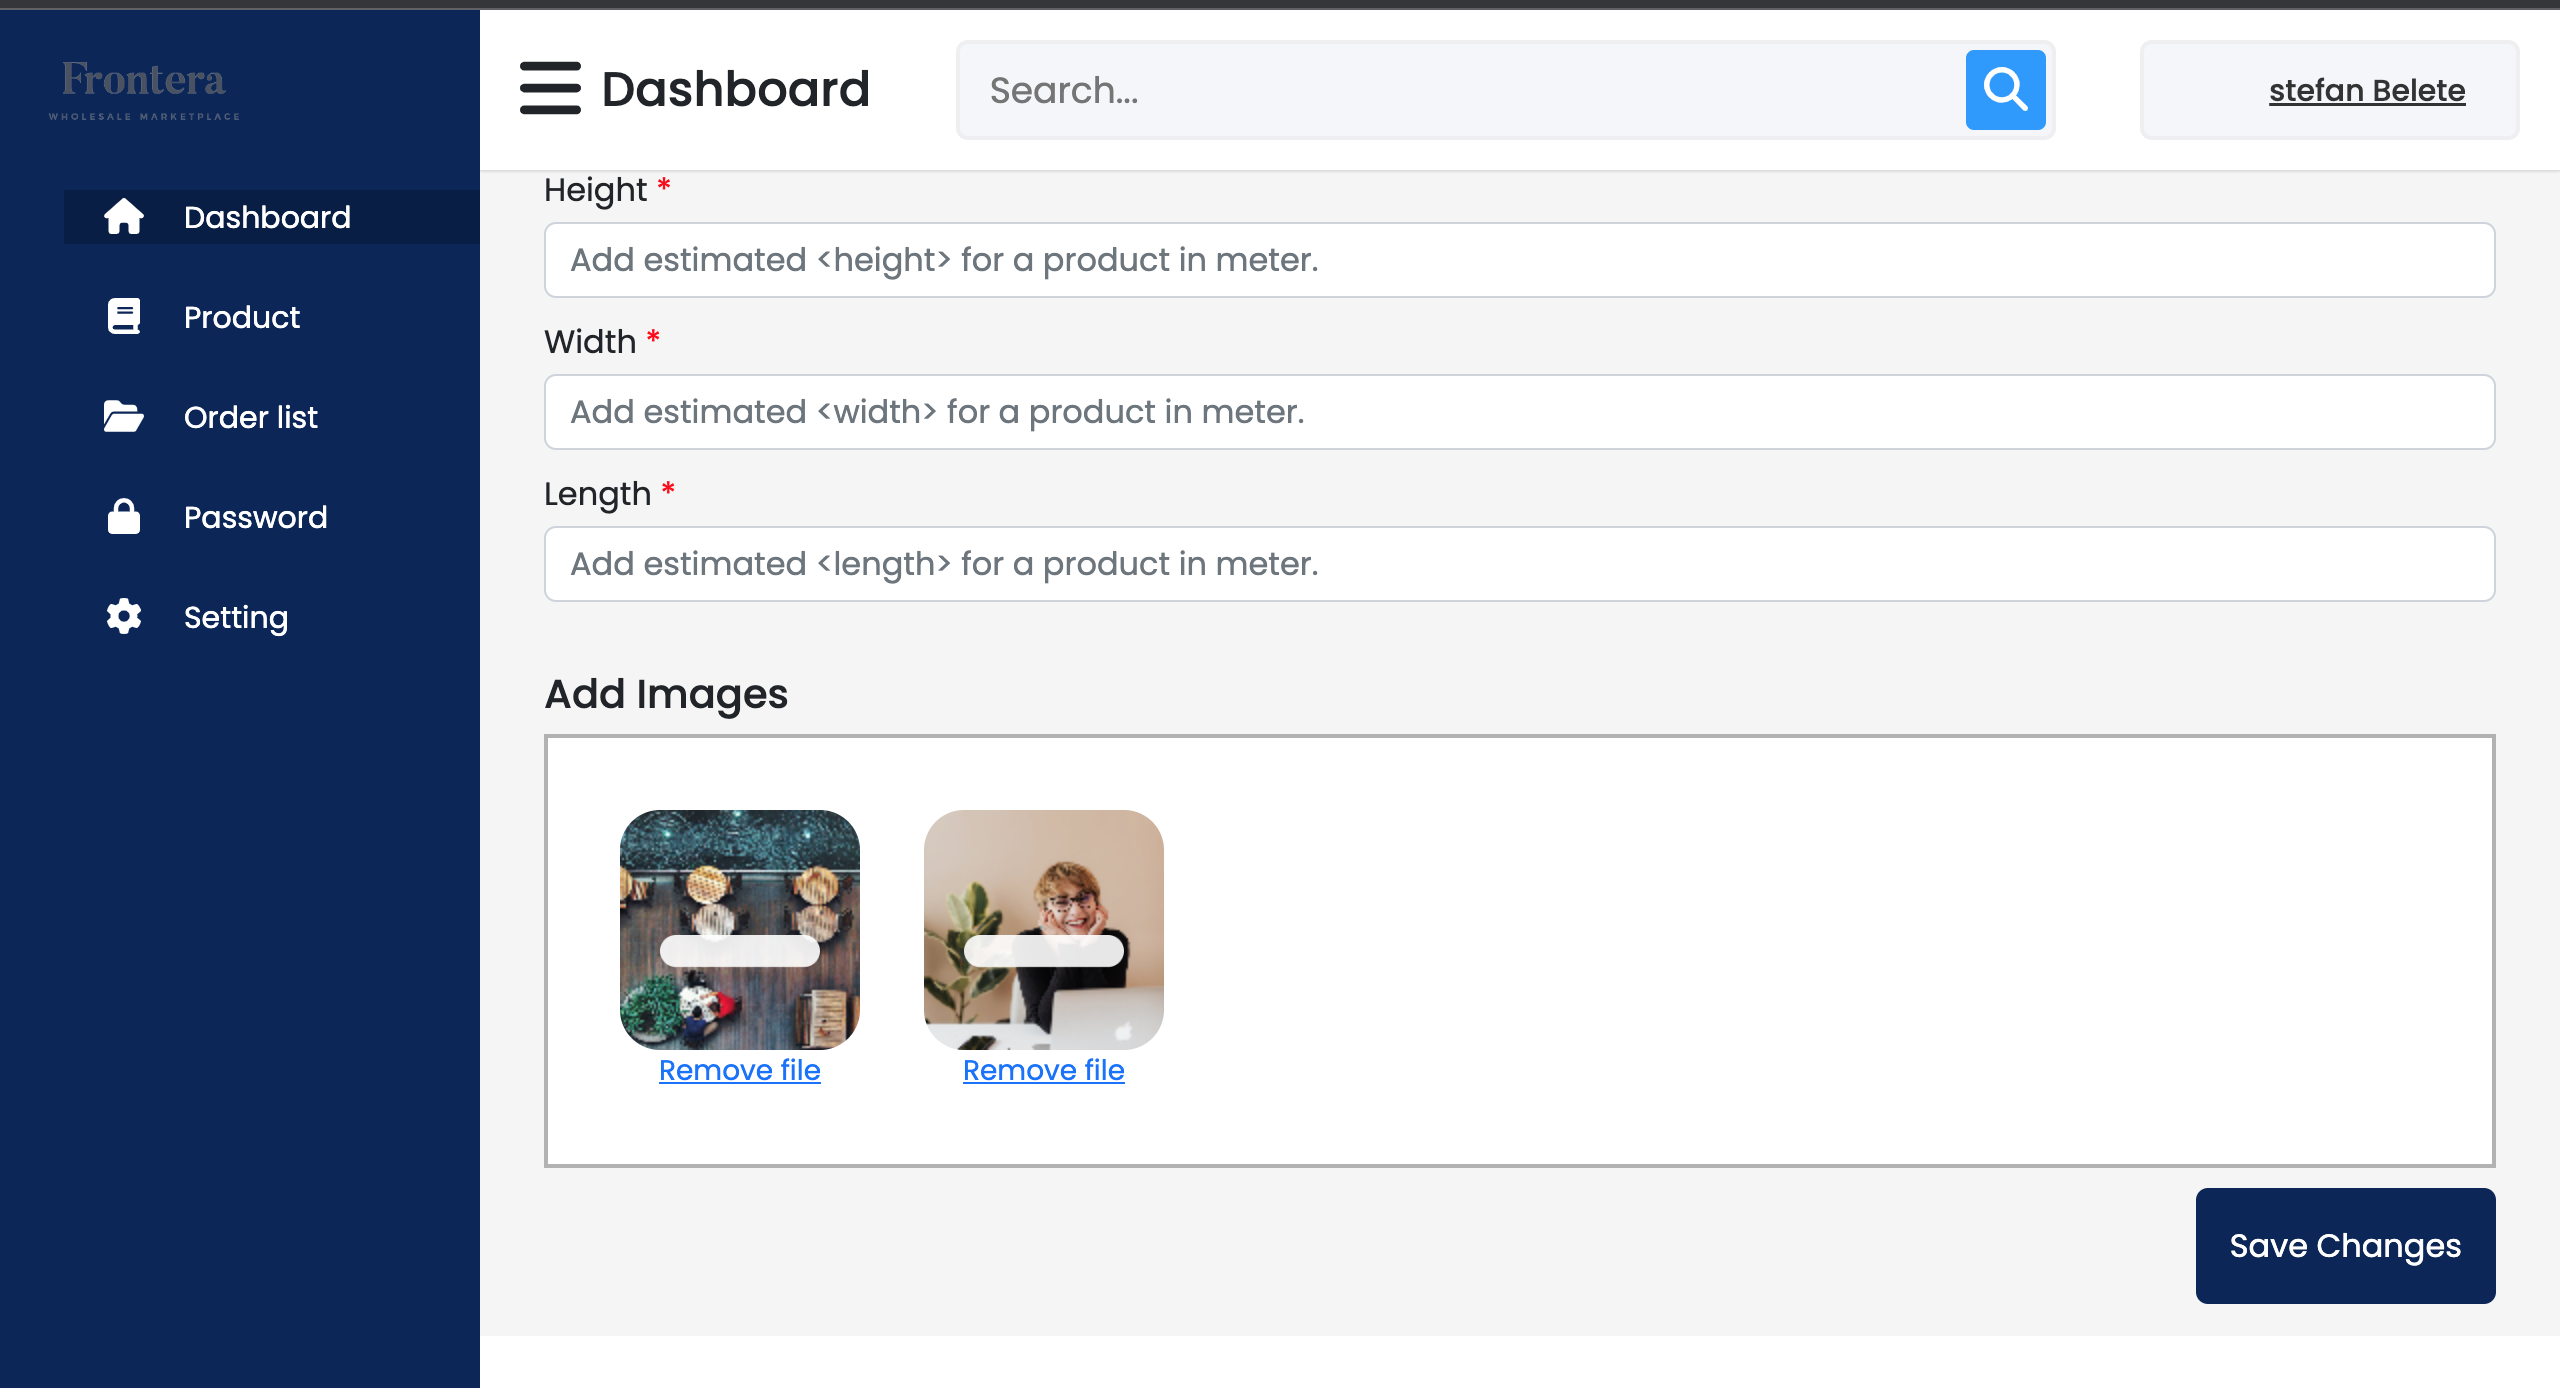 Frontera
WHOLESALE MARKETPLACE
Dashboard
Product
Order list
Password
Setting
Dashboard
Search...
stefan Belete
Height *
Add estimated <height> for a product in meter.
Width *
Add estimated <width> for a product in meter.
Length *
Add estimated <length> for a product in meter.
Add Images
Remove file
Remove file
Save Changes